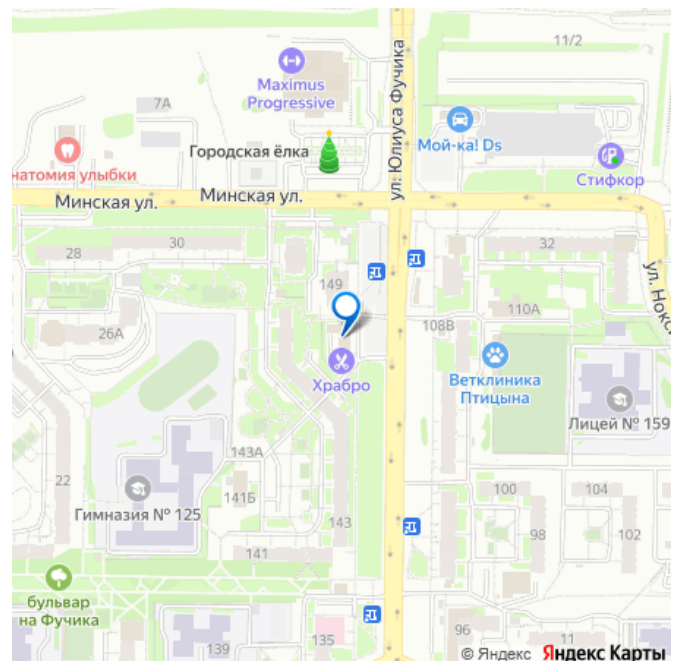 11/2
Maximus
Progressive
7А
ул. Юлиуса Фучика
Мой-ка! Ds
Городская ёлка
натомия улыбки
Стифкор
Минская ул.
Минская ул.
28
30
32
149
ул. Нокс
26А
110А
108В
Храбро
Ветклиника
Птицына
Лицей № 159
143А
22
141Б
100
104
Гимназия № 125
143
98
102
141
бульвар
на Фучика
139
135
96
11
© Яндекс Яндекс Карты